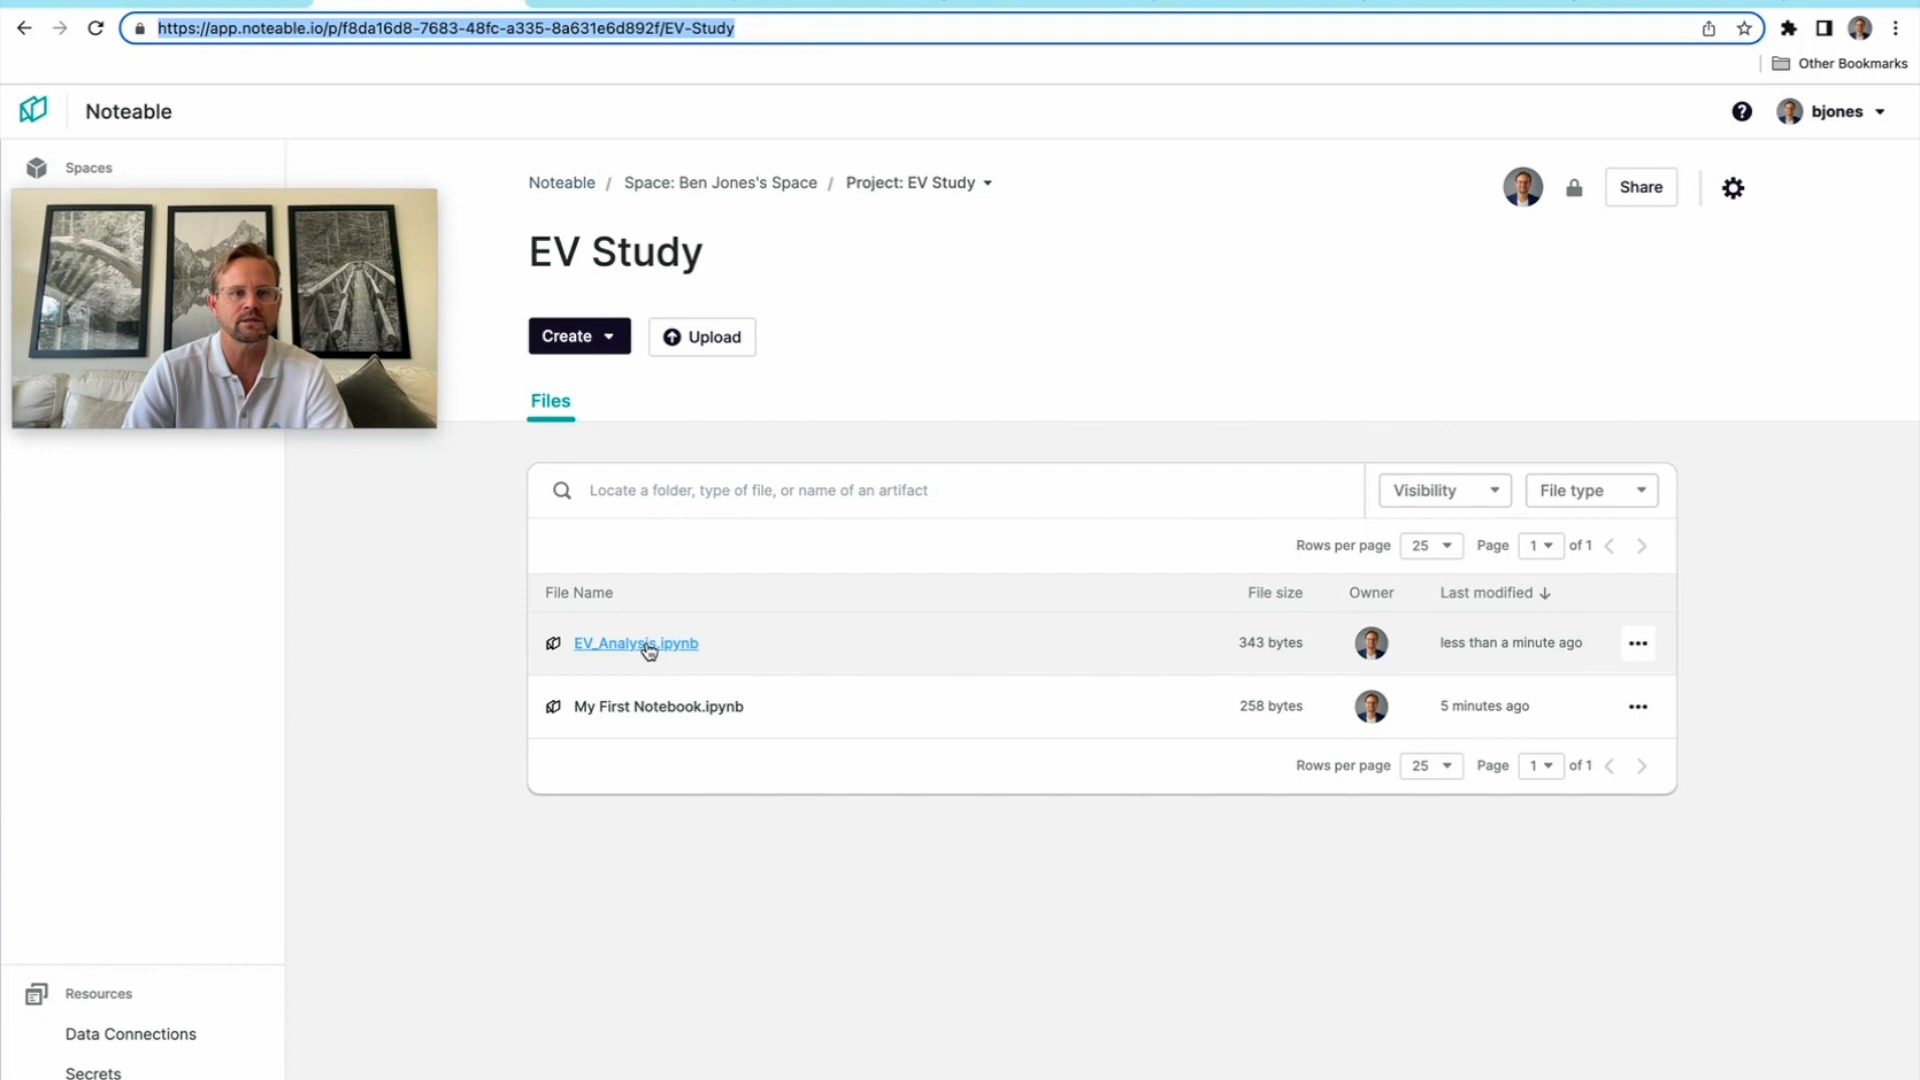 https://app.noteable.io/p/f8da16d8-7683-48fc-a335-8a631e6d892f/EV-Study
Other Bookmarks
Noteable
bjones
Spaces
Noteable / Space: Ben Jones's Space / Project: EV Study
Share
EV Study
Create
Upload
Files
Locate a folder, type of file, or name of an artifact
Visibility
File type
Rows per page 25 Page 1 of 1
File Name File size Owner Last modified
EV_Analysis.ipynb 343 bytes less than a minute ago
My First Notebook.ipynb 258 bytes 5 minutes ago
Rows per page 25 Page 1 of 1
Resources
Data Connections
Secrets